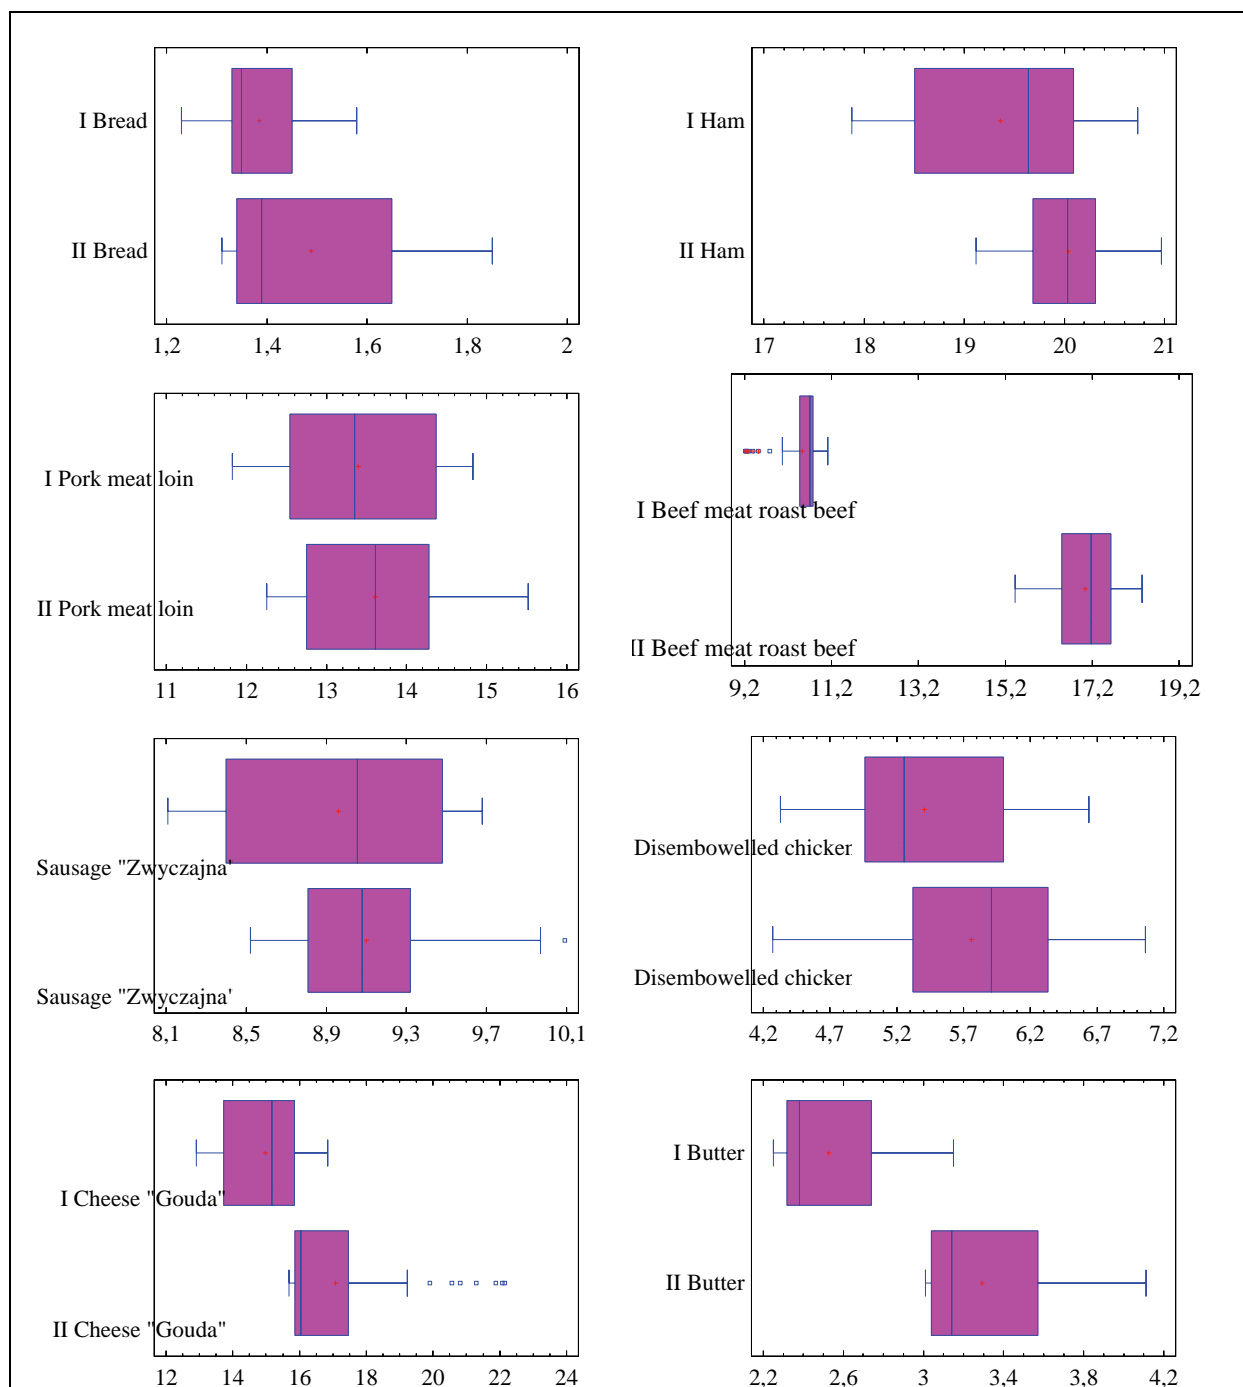 I Bread
II Bread
1,2 1,4 1,6 1,8 2
I Ham
II Ham
17 18 19 20 21
I Pork meat loin
II Pork meat loin
11 12 13 14 15 16
I Beef meat roast beef
II Beef meat roast beef
9,2 11,2 13,2 15,2 17,2 19,2
Sausage "Zwyczajna"
Sausage "Zwyczajna"
8,1 8,5 8,9 9,3 9,7 10,1
Disembowelled chicken
Disembowelled chicken
4,2 4,7 5,2 5,7 6,2 6,7 7,2
I Cheese "Gouda"
II Cheese "Gouda"
12 14 16 18 20 22 24
I Butter
II Butter
2,2 2,6 3 3,4 3,8 4,2